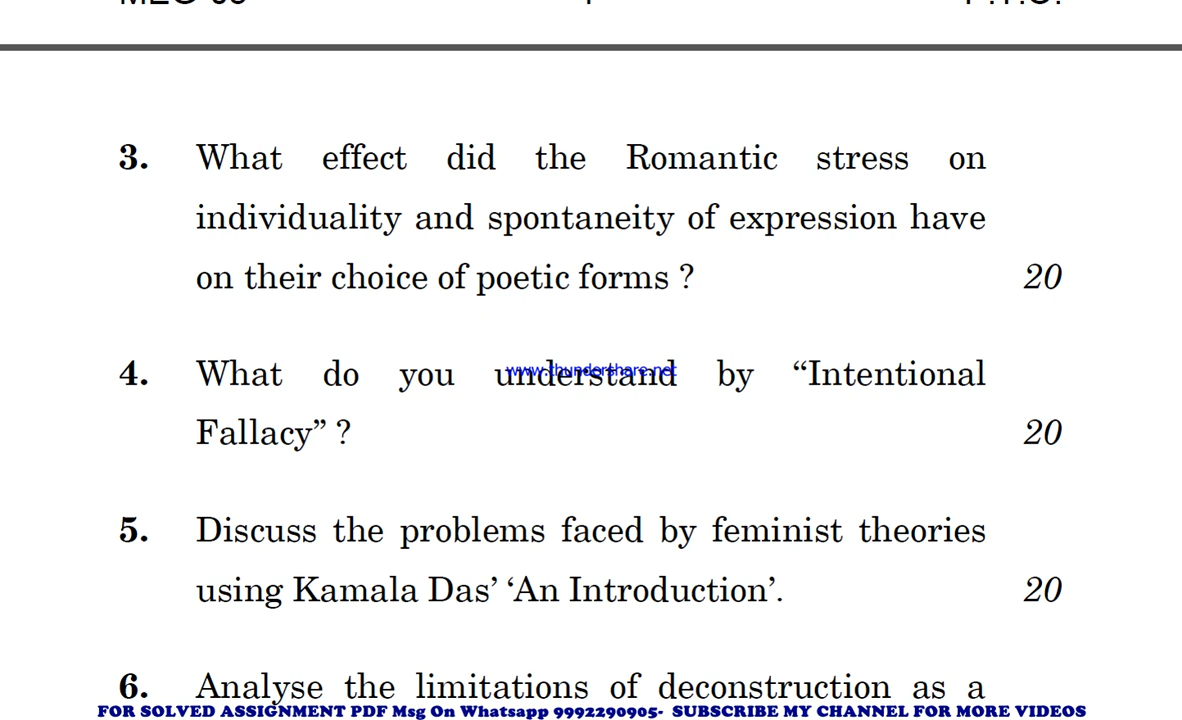 3. What effect did the Romantic stress on
individuality and spontaneity of expression have
on their choice of poetic forms ? 20
4. What do you understand by “Intentional
www.thundershare.net
Fallacy” ? 20
5. Discuss the problems faced by feminist theories
using Kamala Das’ ‘An Introduction’. 20
6. Analyse the limitations of deconstruction as a
FOR SOLVED ASSIGNMENT PDF Msg On Whatsapp 9992290905- SUBSCRIBE MY CHANNEL FOR MORE VIDEOS